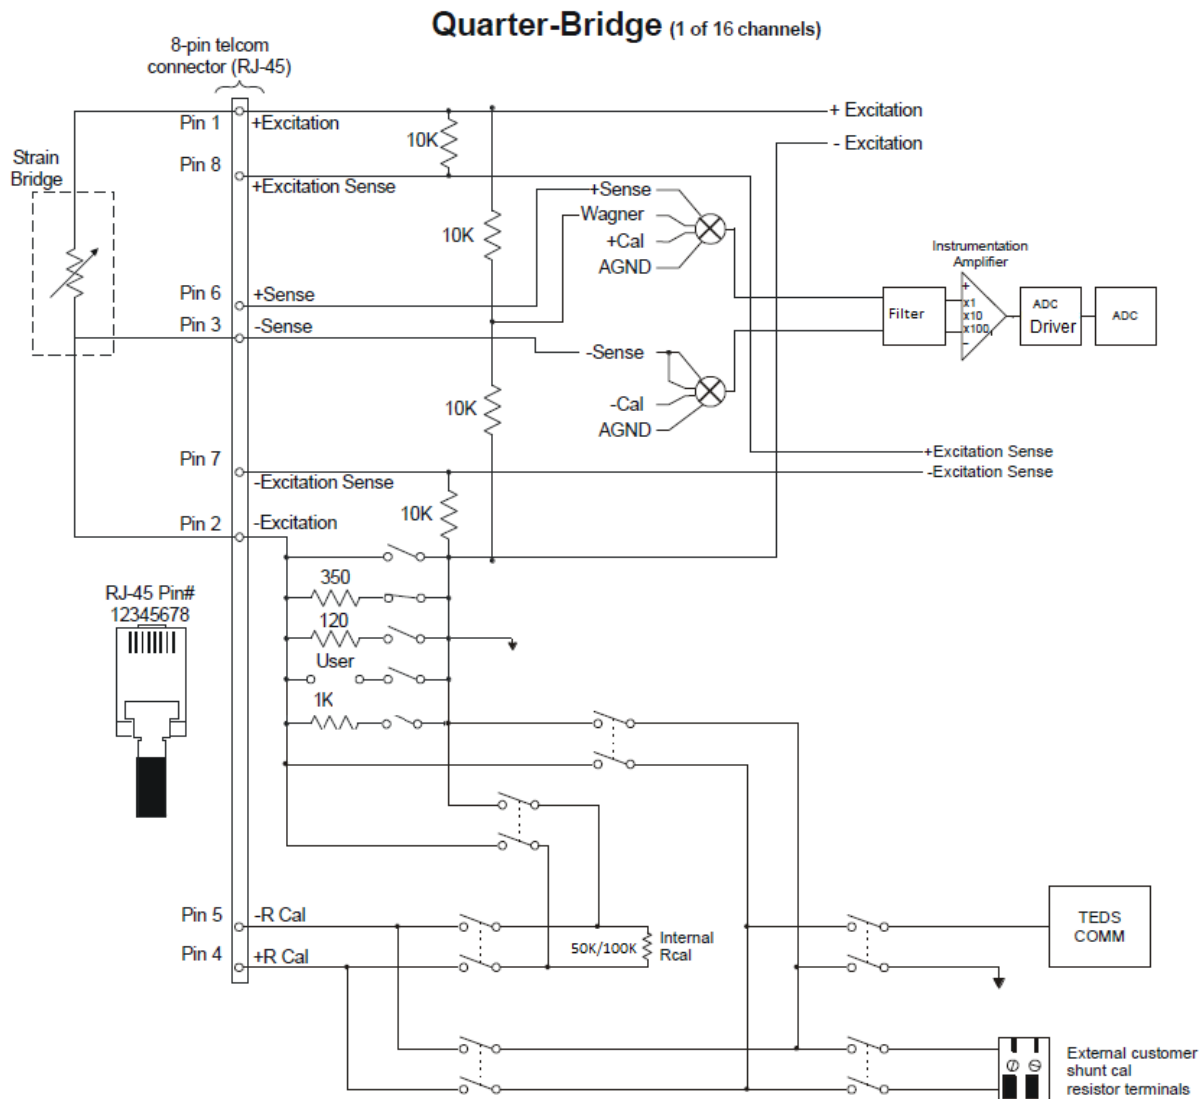 Quarter-Bridge (1 of 16 channels)
8-pin telcom
connector (RJ-45)
Pin 1
+Excitation
+ Excitation
10K
- Excitation
Strain
Bridge
Pin 8
+Excitation Sense
+Sense
Wagner
10K
+Cal
AGND
Instrumentation
Amplifier
Pin 6
+Sense
+
x1
x10
x100
-
Filter
ADC
Driver
ADC
Pin 3
-Sense
-Sense
10K
-Cal
AGND
+Excitation Sense
Pin 7
-Excitation Sense
-Excitation Sense
10K
Pin 2
-Excitation
350
RJ-45 Pin#
12345678
120
User
1K
Pin 5
-R Cal
50K/100K
Internal
Rcal
TEDS
COMM
Pin 4
+R Cal
External customer
shunt cal
resistor terminals